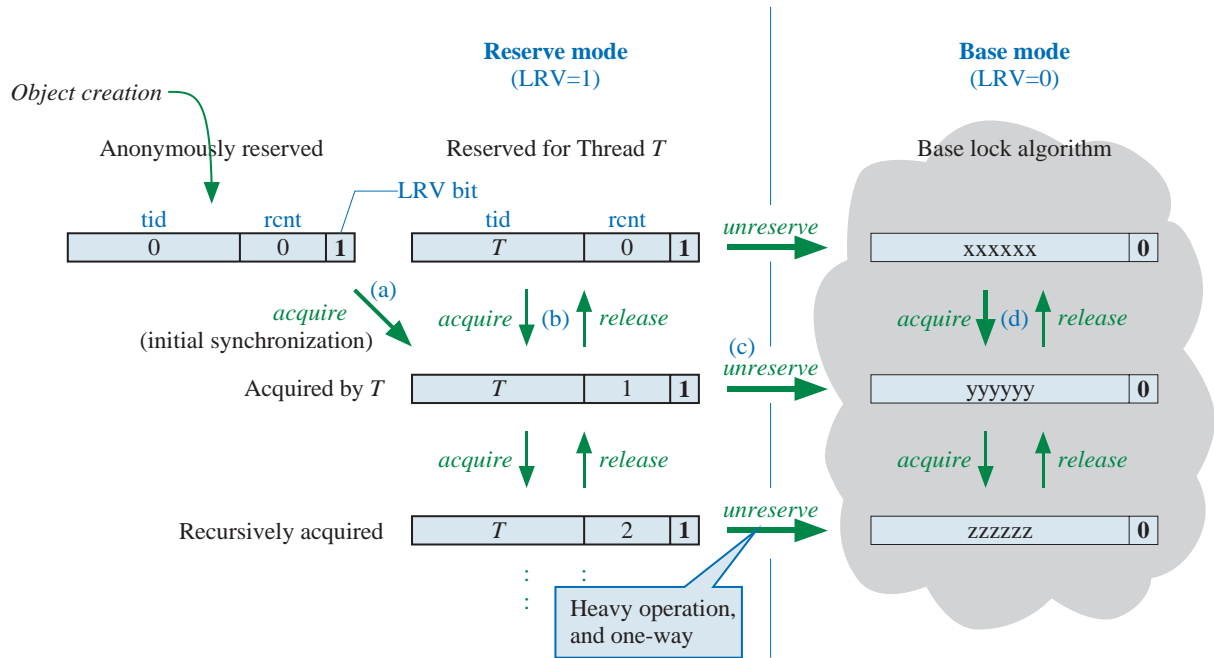 Reserve mode
(LRV=1)
Base mode
(LRV=0)
Object creation
Anonymously reserved
Reserved for Thread T
Base lock algorithm
LRV bit
tid rcnt
tid rcnt
unreserve
0 0 1
T 0 1
xxxxxx 0
(a)
acquire
(initial synchronization)
acquire (b) release
acquire (d) release
(c)
unreserve
Acquired by T
T 1 1
yyyyyy 0
acquire release
acquire release
unreserve
Recursively acquired
T 2 1
zzzzzz 0
: :
: :
Heavy operation,
and one-way